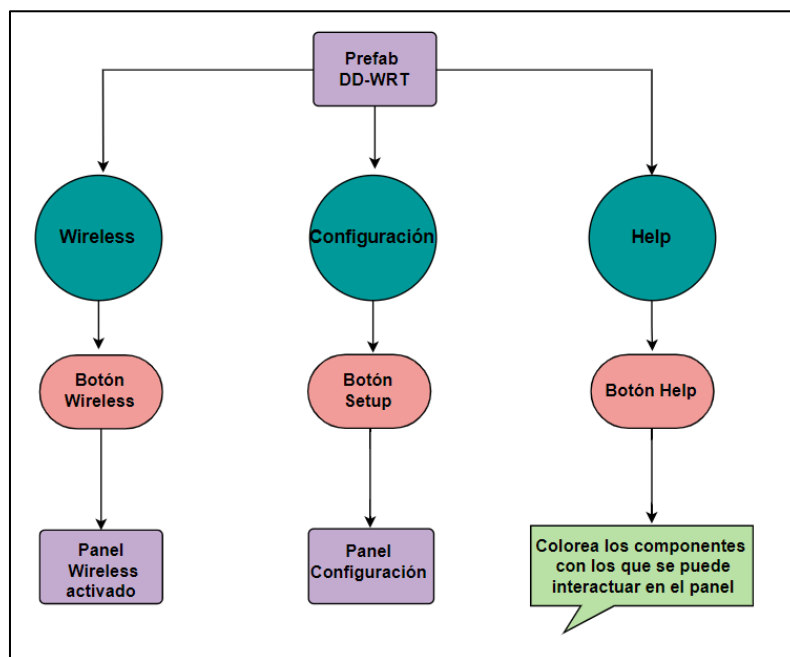 Prefab
DD-WRT
Wireless
Configuración
Help
Botón
Wireless
Botón
Setup
Botón Help
Panel
Wireless
activado
Panel
Configuración
Colorea los componentes
con los que se puede
interactuar en el panel